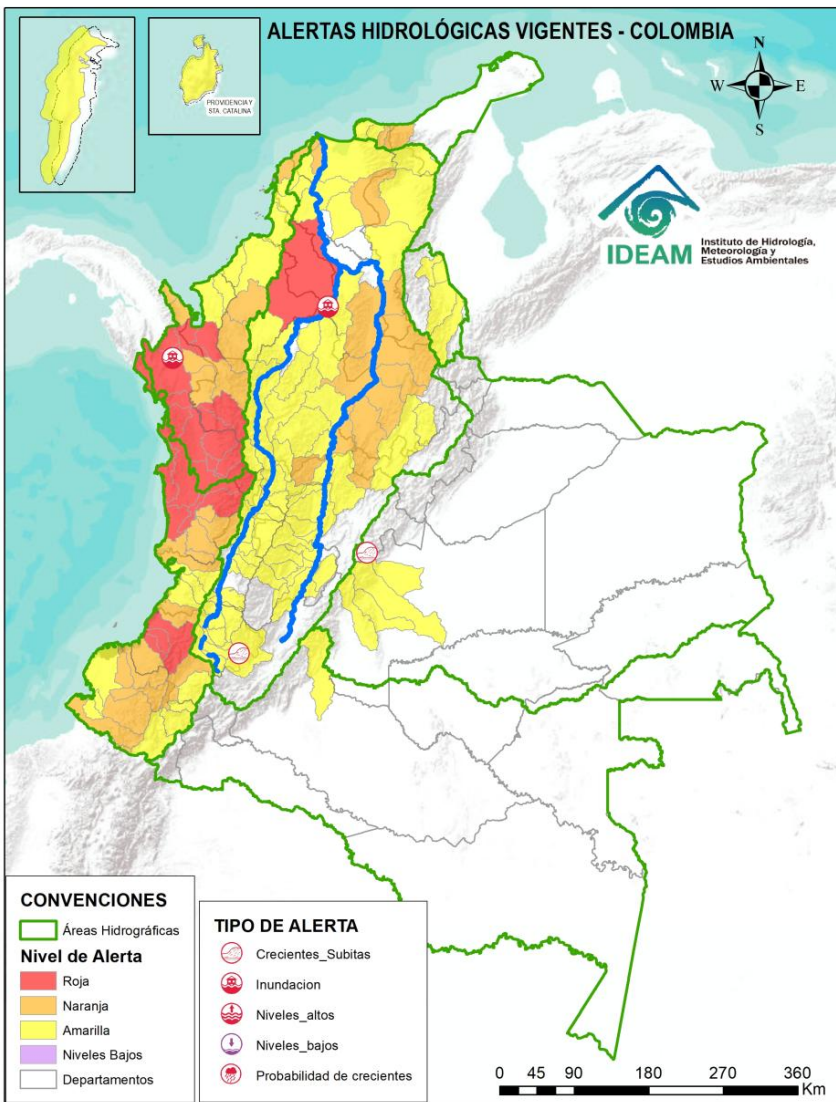 ALERTAS HIDROLÓGICAS VIGENTES - COLOMBIA
PROVIDENCIA Y
STA. CATALINA
N
W
E
S
IDEAM
Instituto de Hidrología,
Meteorología y
Estudios Ambientales
CONVENCIONES
Áreas Hidrográficas
Nivel de Alerta
Roja
Naranja
Amarilla
Niveles Bajos
Departamentos
TIPO DE ALERTA
Crecientes_Subitas
Inundacion
Niveles_altos
Niveles_bajos
Probabilidad de crecientes
0 45 90 180 270 360
Km